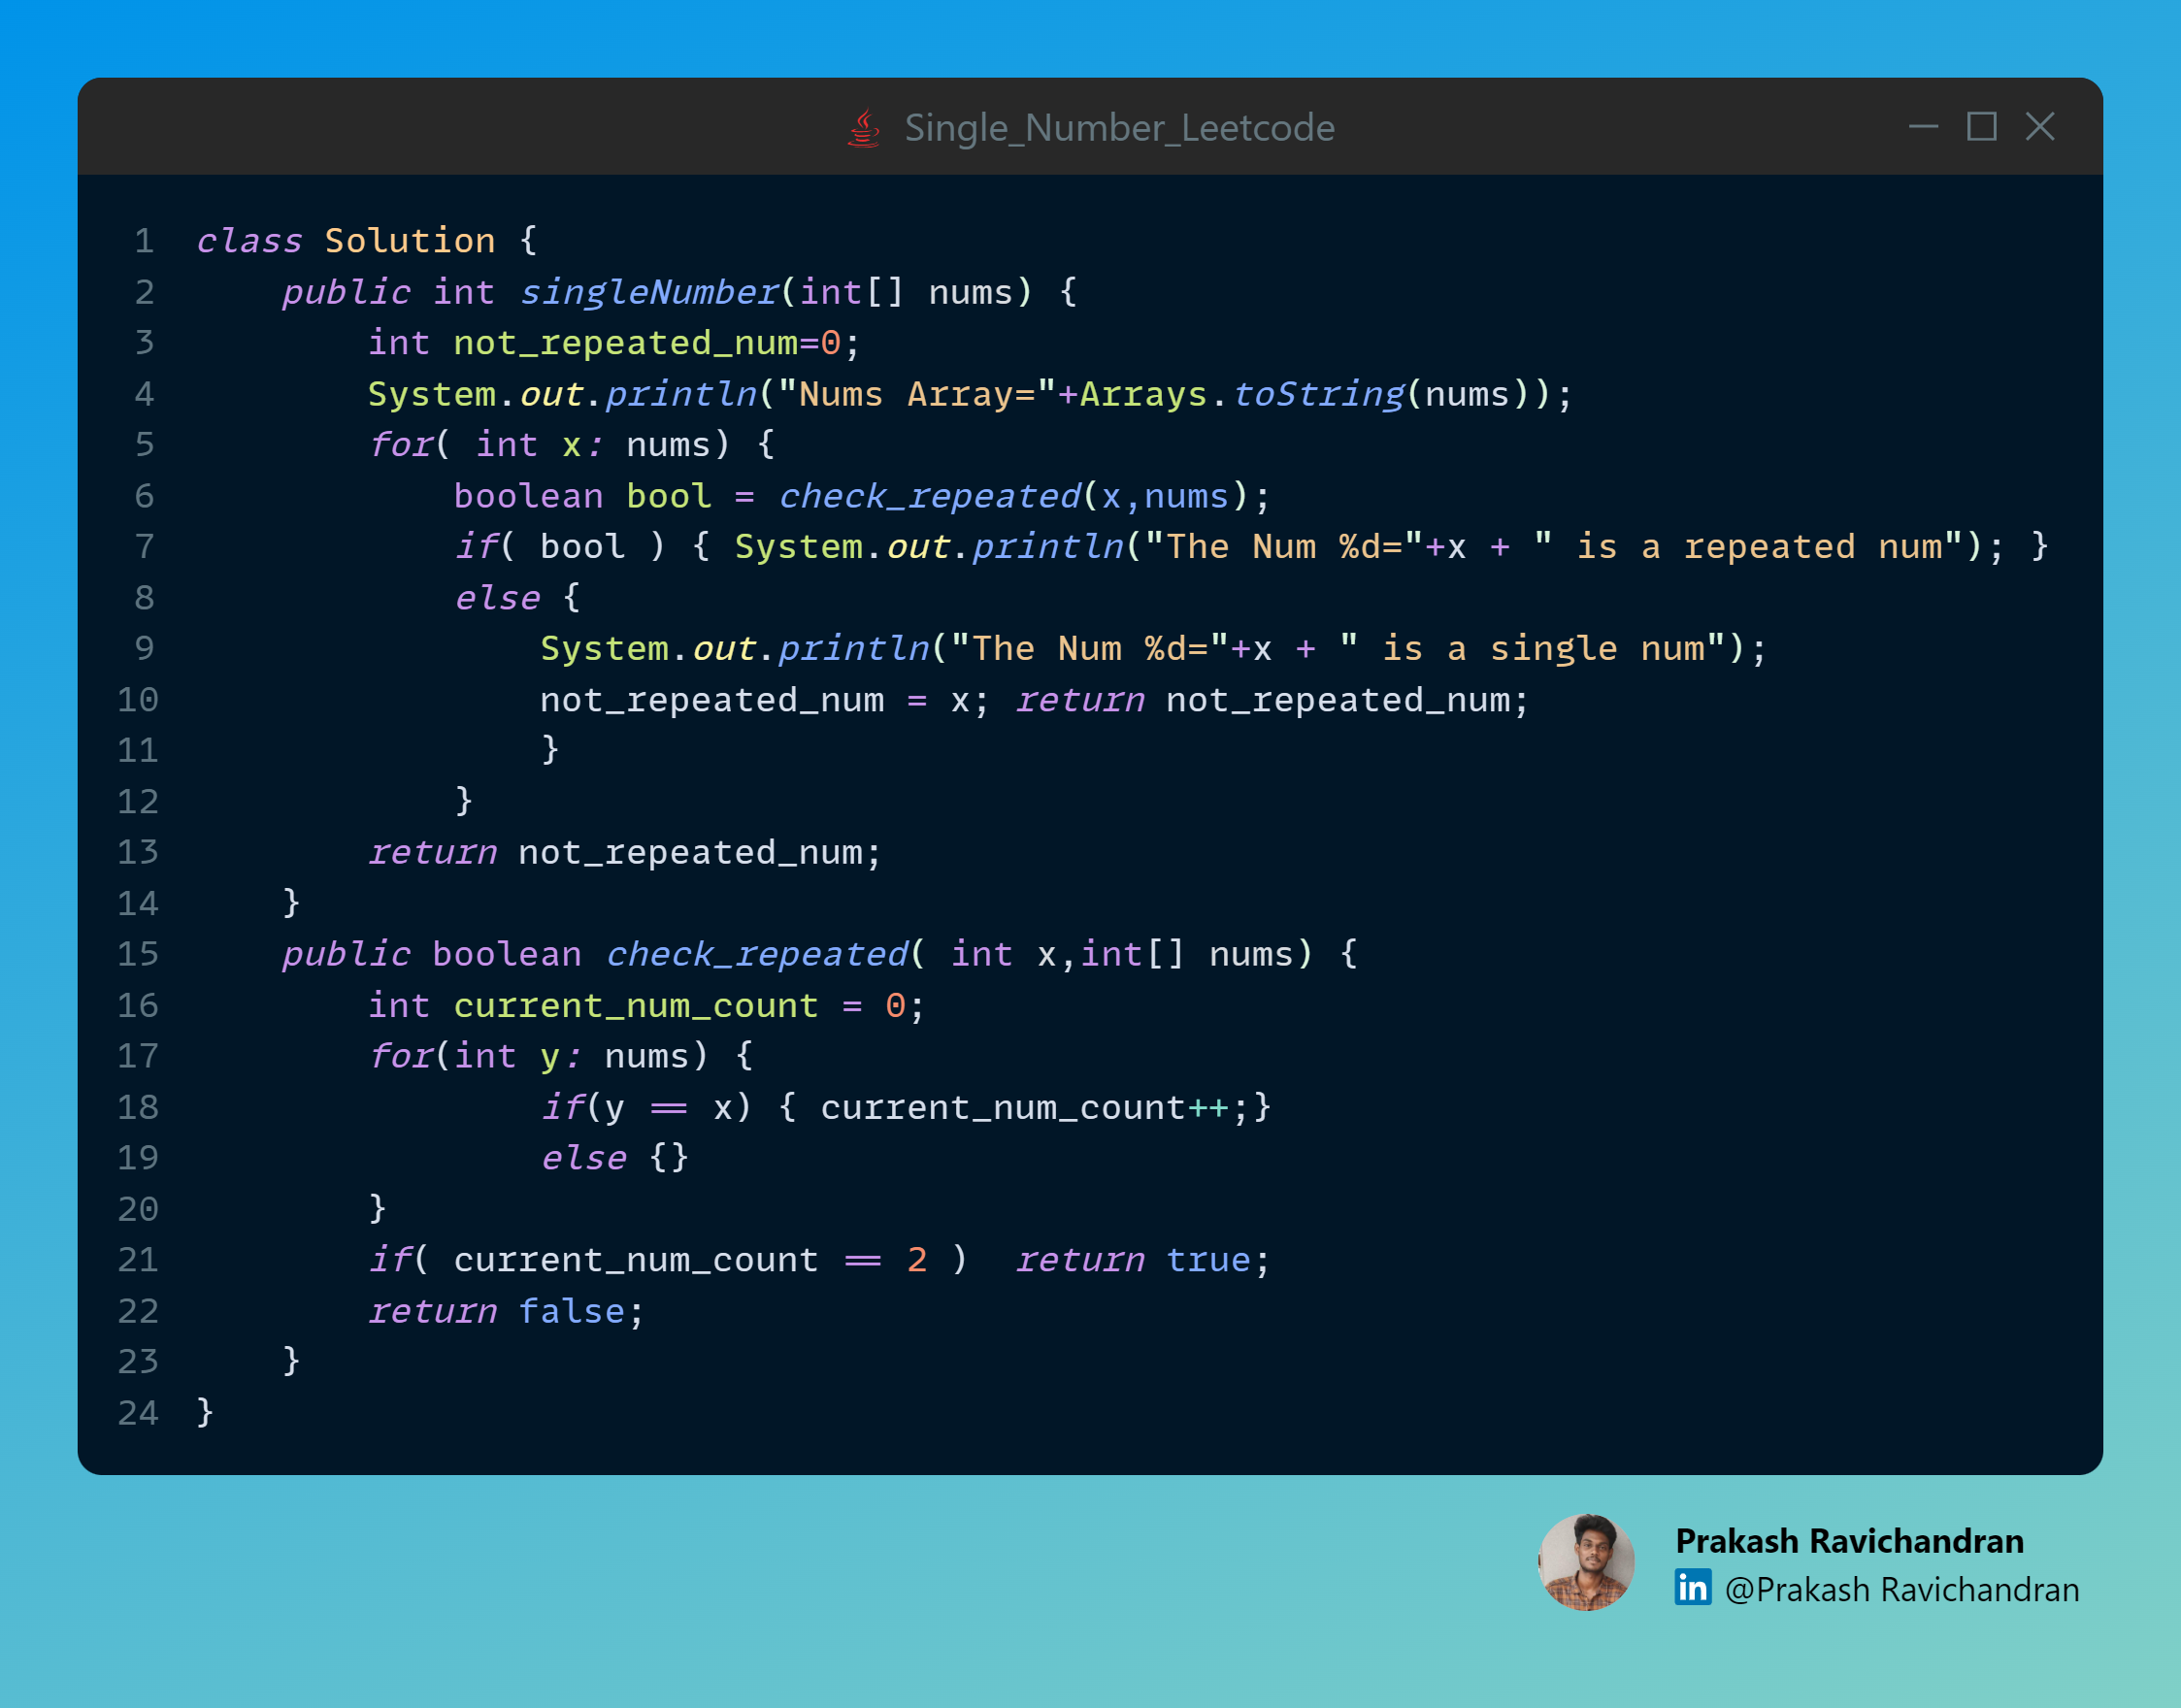 Single_Number_Leetcode
1 class Solution {
2     public int singleNumber(int[] nums) {
3         int not_repeated_num=0;
4         System.out.println("Nums Array="+Arrays.toString(nums));
5         for( int x: nums) {
6             boolean bool = check_repeated(x,nums);
7             if( bool ) { System.out.println("The Num %d="+x + " is a repeated num"); }
8             else {
9                 System.out.println("The Num %d="+x + " is a single num");
10                 not_repeated_num = x; return not_repeated_num;
11                 }
12             }
13         return not_repeated_num;
14     }
15     public boolean check_repeated( int x,int[] nums) {
16         int current_num_count = 0;
17         for(int y: nums) {
18                 if(y == x) { current_num_count++;}
19                 else {}
20         }
21         if( current_num_count == 2 )  return true;
22         return false;
23     }
24 }
Prakash Ravichandran
in @Prakash Ravichandran